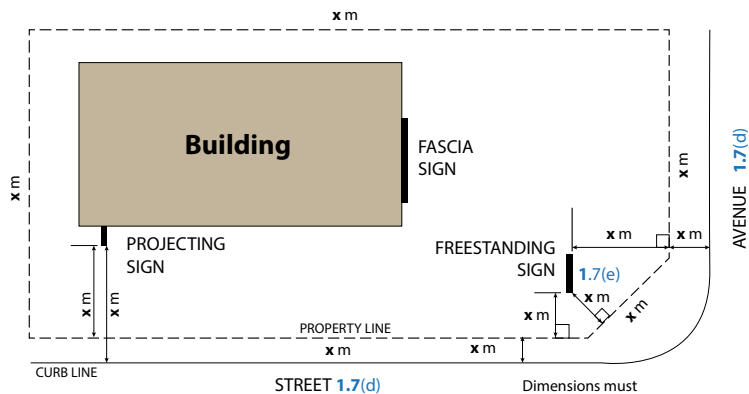 x m
Building
FASCIA
SIGN
x m
x m
AVENUE 1.7(d)
PROJECTING
SIGN
FREESTANDING
SIGN
x m
x m
1.7(e)
x m
x m
x m
x m
x m
PROPERTY LINE
x m
x m
CURB LINE
STREET 1.7(d)
Dimensions must